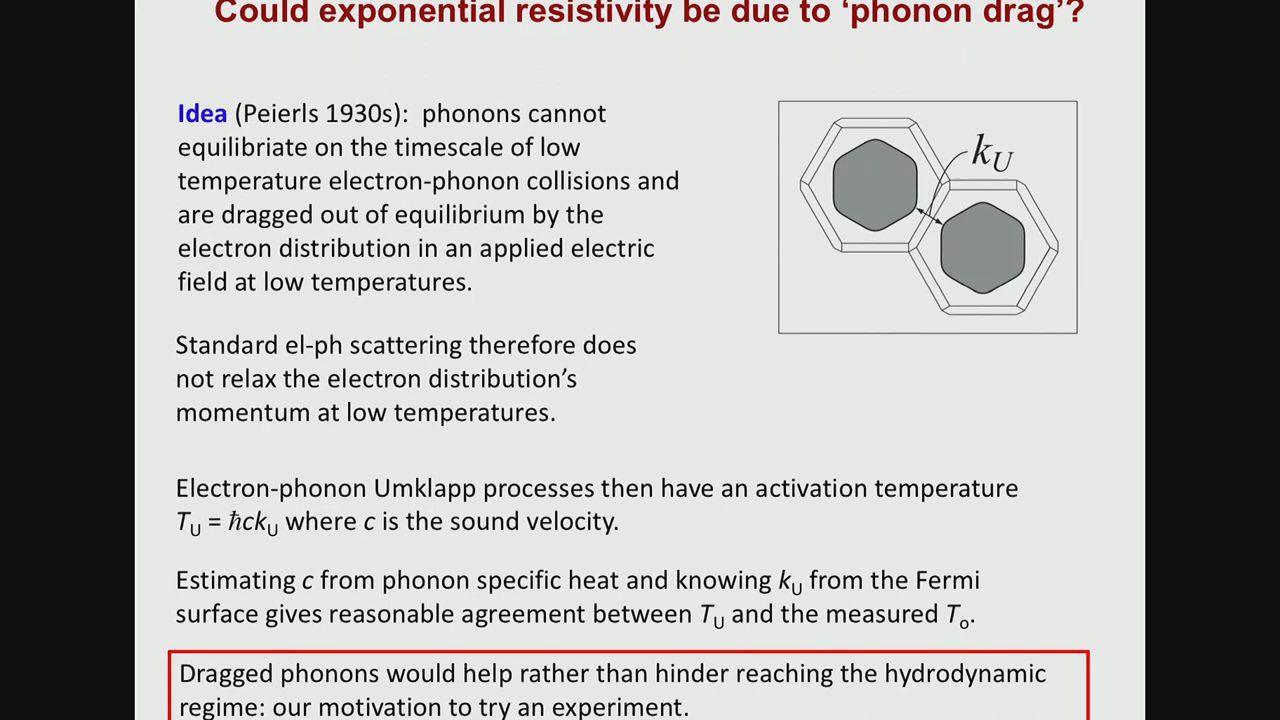 Could exponential resistivity be due to ‘phonon drag’?
Idea (Peierls 1930s): phonons cannot
equilibriate on the timescale of low
temperature electron-phonon collisions and
are dragged out of equilibrium by the
electron distribution in an applied electric
field at low temperatures.
k_U
Standard el-ph scattering therefore does
not relax the electron distribution’s
momentum at low temperatures.
Electron-phonon Umklapp processes then have an activation temperature
T_U = ħck_U where c is the sound velocity.
Estimating c from phonon specific heat and knowing k_U from the Fermi
surface gives reasonable agreement between T_U and the measured T_o.
Dragged phonons would help rather than hinder reaching the hydrodynamic
regime: our motivation to try an experiment.